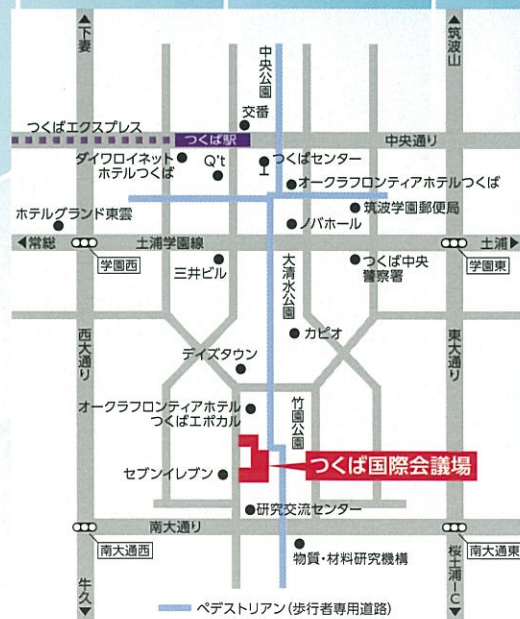 ▲下妻
中央公園
▲筑波山
交番
つくばエクスプレス
つくば駅
中央通り
ダイワロイネット
ホテルつくば
Q't
つくばセンター
オークラフロンティアホテルつくば
筑波学園郵便局
ホテルグランド東雲
ノバホール
◀常総
土浦学園線
土浦▶
学園西
学園東
三井ビル
大清水公園
つくば中央
警察署
西大通り
東大通り
カピオ
デイズタウン
オークラフロンティアホテル
つくばエポカル
竹園公園
つくば国際会議場
セブンイレブン
研究交流センター
南大通り
南大通西
南大通東
物質・材料研究機構
牛久▼
桜土浦IC▼
ペデストリアン(歩行者専用道路)